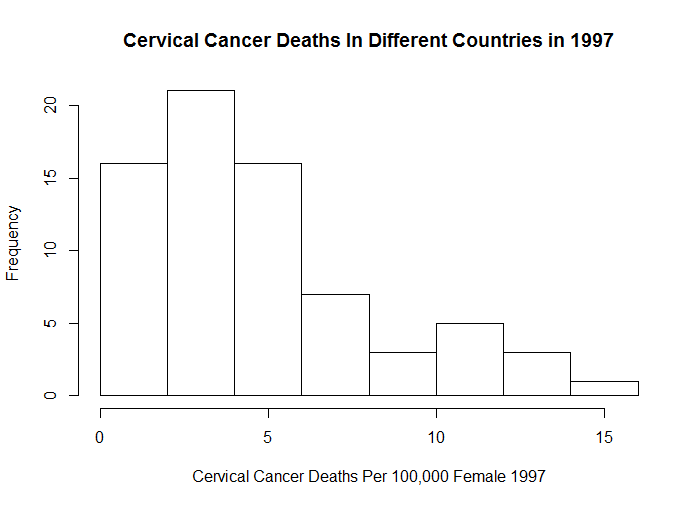 Cervical Cancer Deaths In Different Countries in 1997
20
15
10
5
0
Frequency
0 5 10 15
Cervical Cancer Deaths Per 100,000 Female 1997